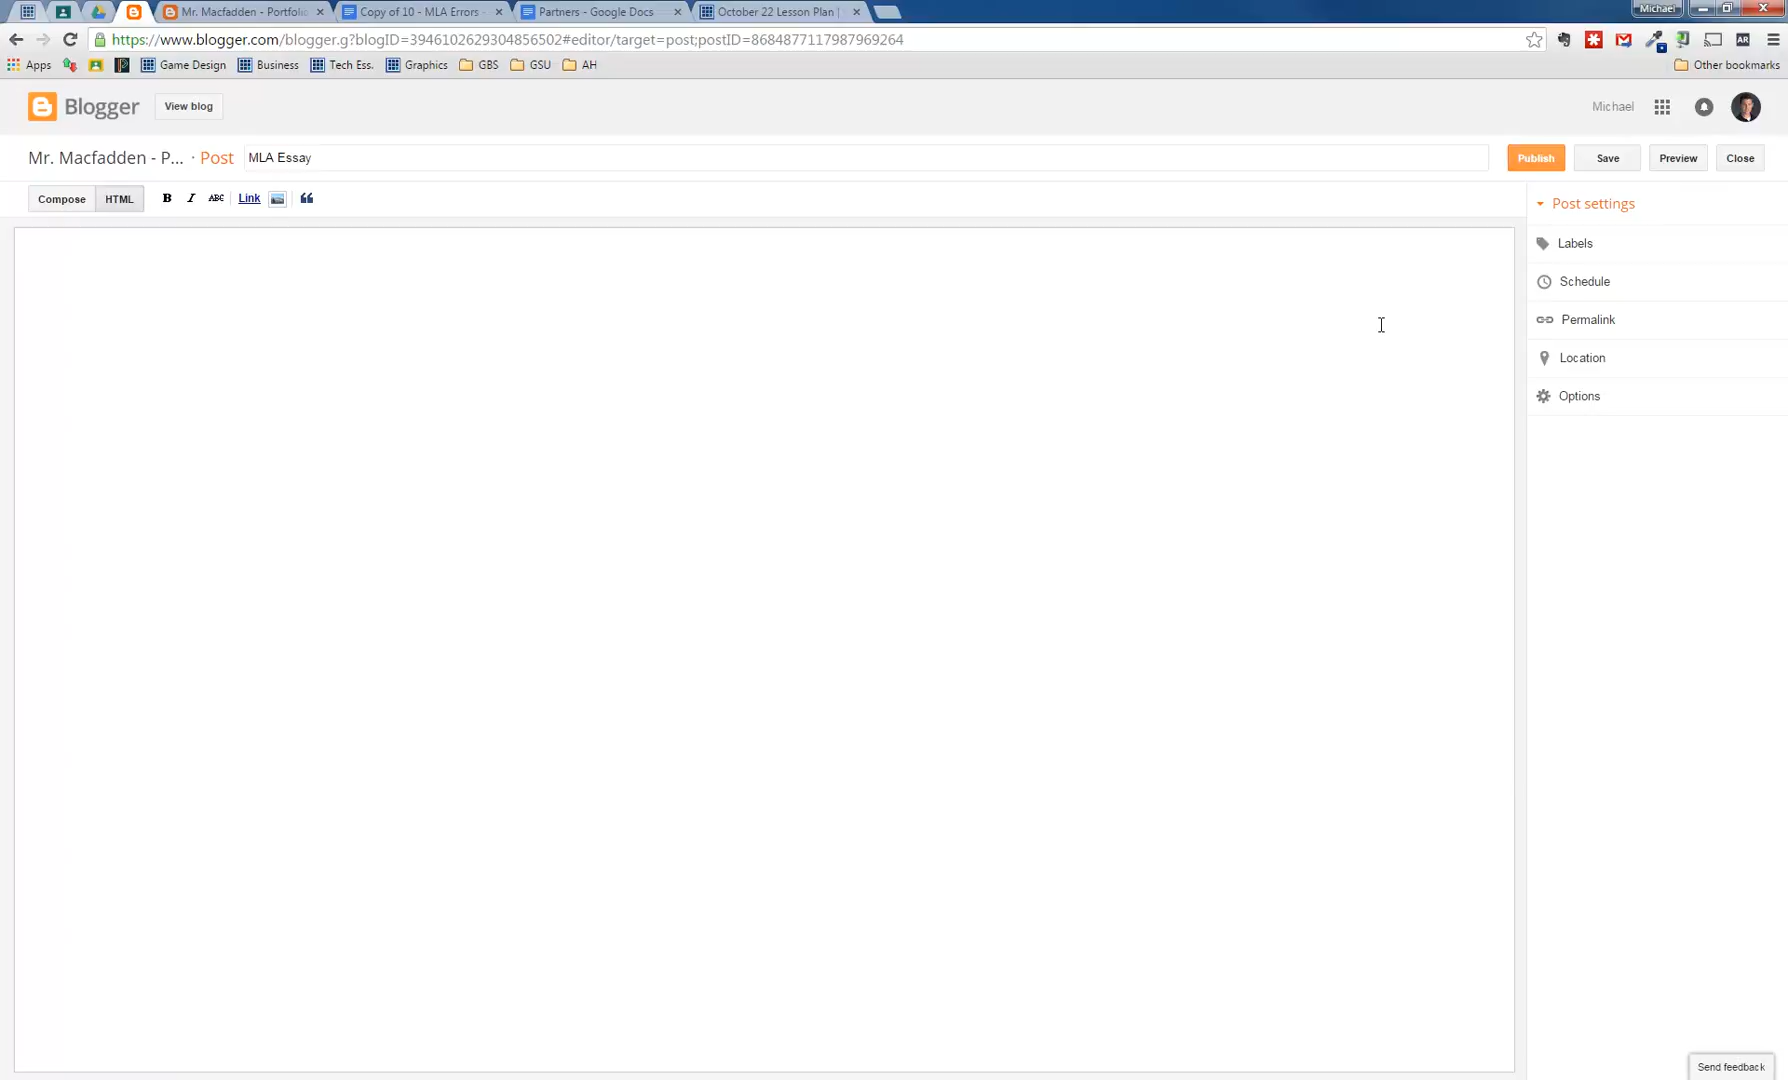 Mr. Macfadden - Portfolio
Copy of 10 - MLA Errors -
Partners - Google Docs
October 22 Lesson Plan |
Michael
https://www.blogger.com/blogger.g?blogID=3946102629304856502#editor/target=post;postID=8684877117987969264
AR
Apps
Game Design
Business
Tech Ess.
Graphics
GBS
GSU
AH
Other bookmarks
Blogger
View blog
Michael
Mr. Macfadden - P... · Post
MLA Essay
Publish
Save
Preview
Close
Compose
HTML
B
I
ABC
Link
Post settings
Labels
Schedule
Permalink
Location
Options
Send feedback